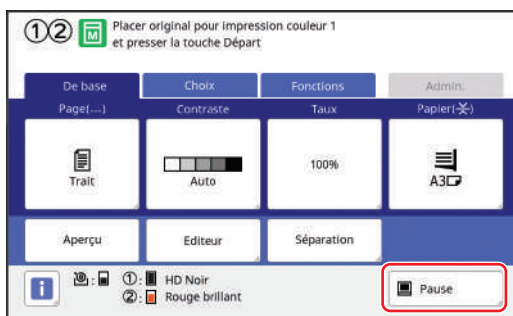 ①② M Placer original pour impression couleur 1
et presser la touche Départ
De base Choix Fonctions Admin.
Page(---) Contraste Taux Papier( )
Trait Auto 100% A3
Aperçu Editeur Séparation
i : ①: HD Noir
②: Rouge brillant
Pause